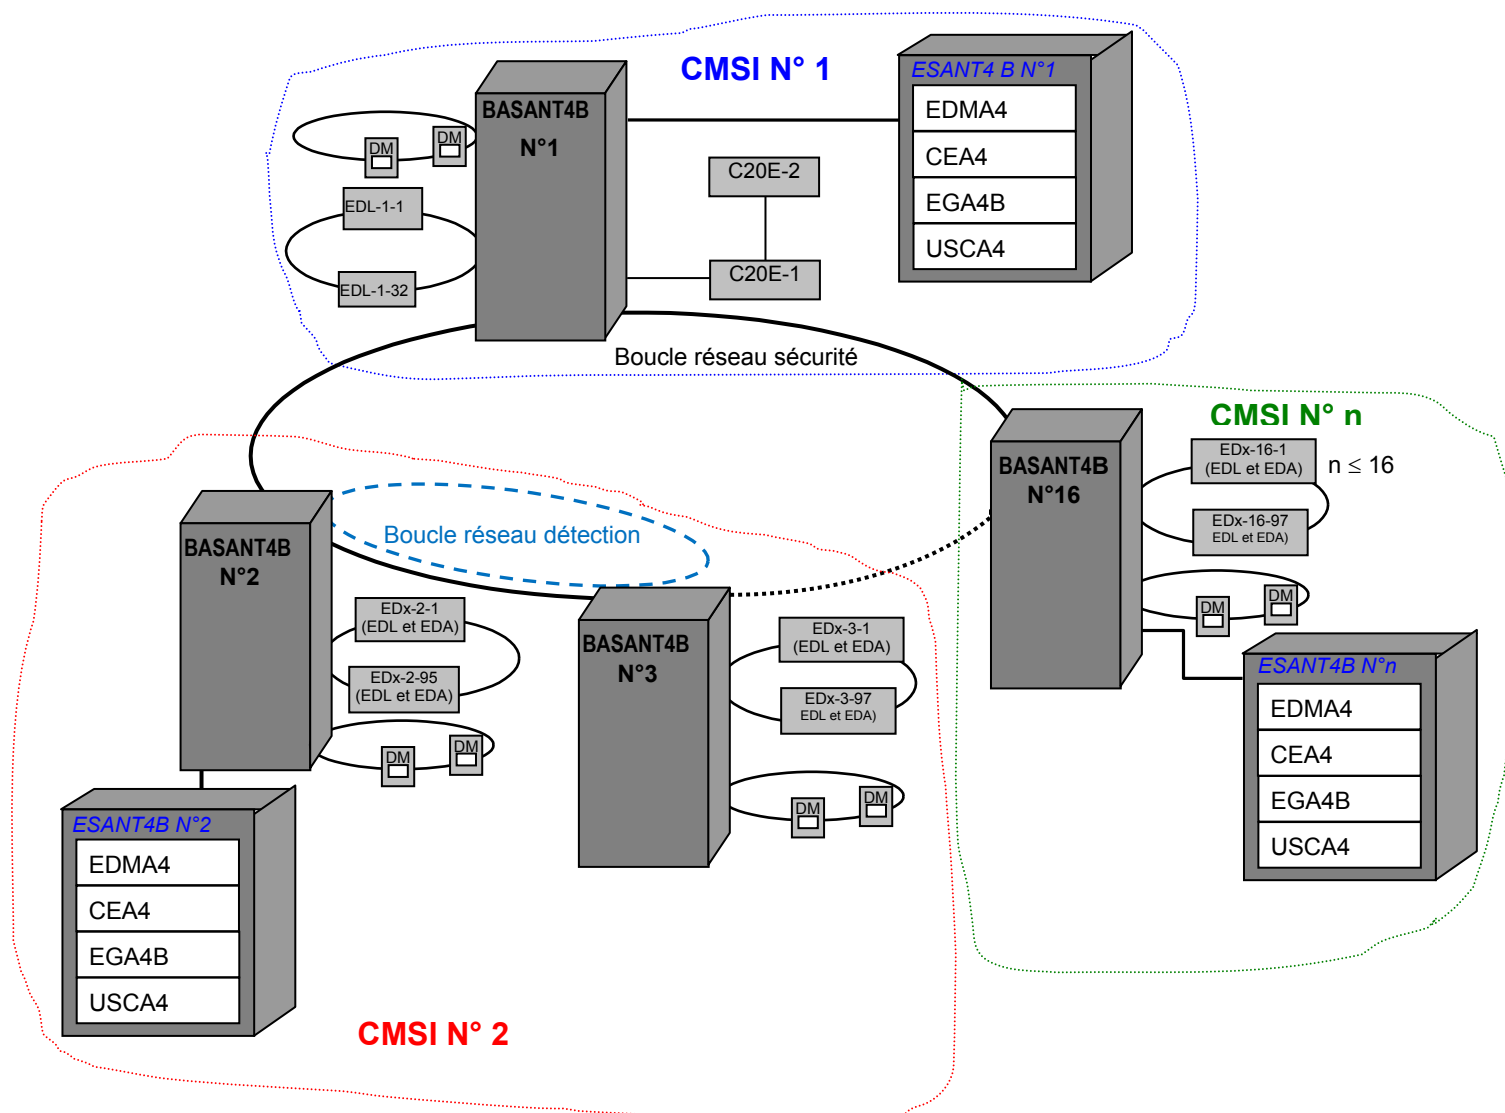 CMSI N° 1
ESANT4 B N°1
EDMA4
CEA4
EGA4B
USCA4
BASANT4B
N°1
DM
DM
EDL-1-1
EDL-1-32
C20E-2
C20E-1
Boucle réseau sécurité
CMSI N° n
BASANT4B
N°16
EDx-16-1
(EDL et EDA)
n ≤ 16
EDx-16-97
EDL et EDA)
DM
DM
ESANT4B N°n
EDMA4
CEA4
EGA4B
USCA4
Boucle réseau détection
BASANT4B
N°2
EDx-2-1
(EDL et EDA)
EDx-2-95
(EDL et EDA)
DM
DM
BASANT4B
N°3
EDx-3-1
(EDL et EDA)
EDx-3-97
EDL et EDA)
DM
DM
ESANT4B N°2
EDMA4
CEA4
EGA4B
USCA4
CMSI N° 2